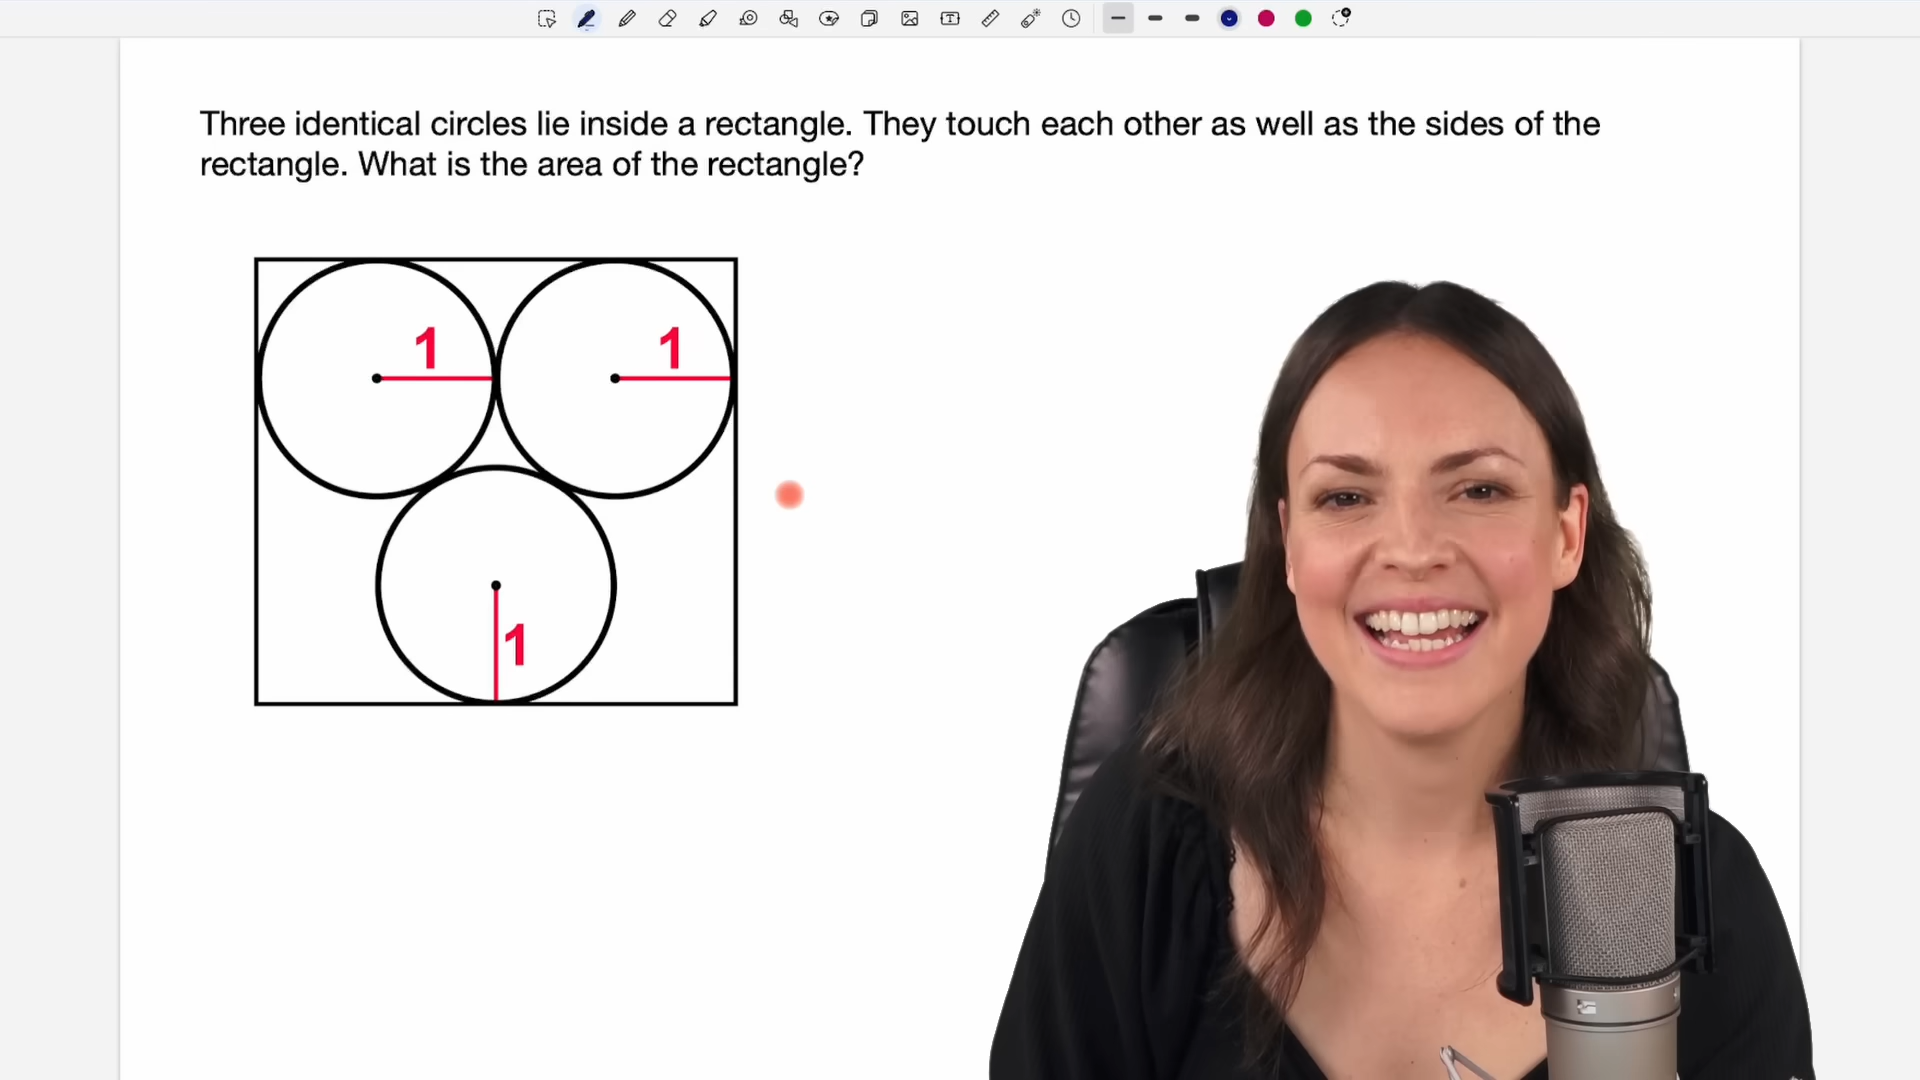 Three identical circles lie inside a rectangle. They touch each other as well as the sides of the
rectangle. What is the area of the rectangle?
1
1
1